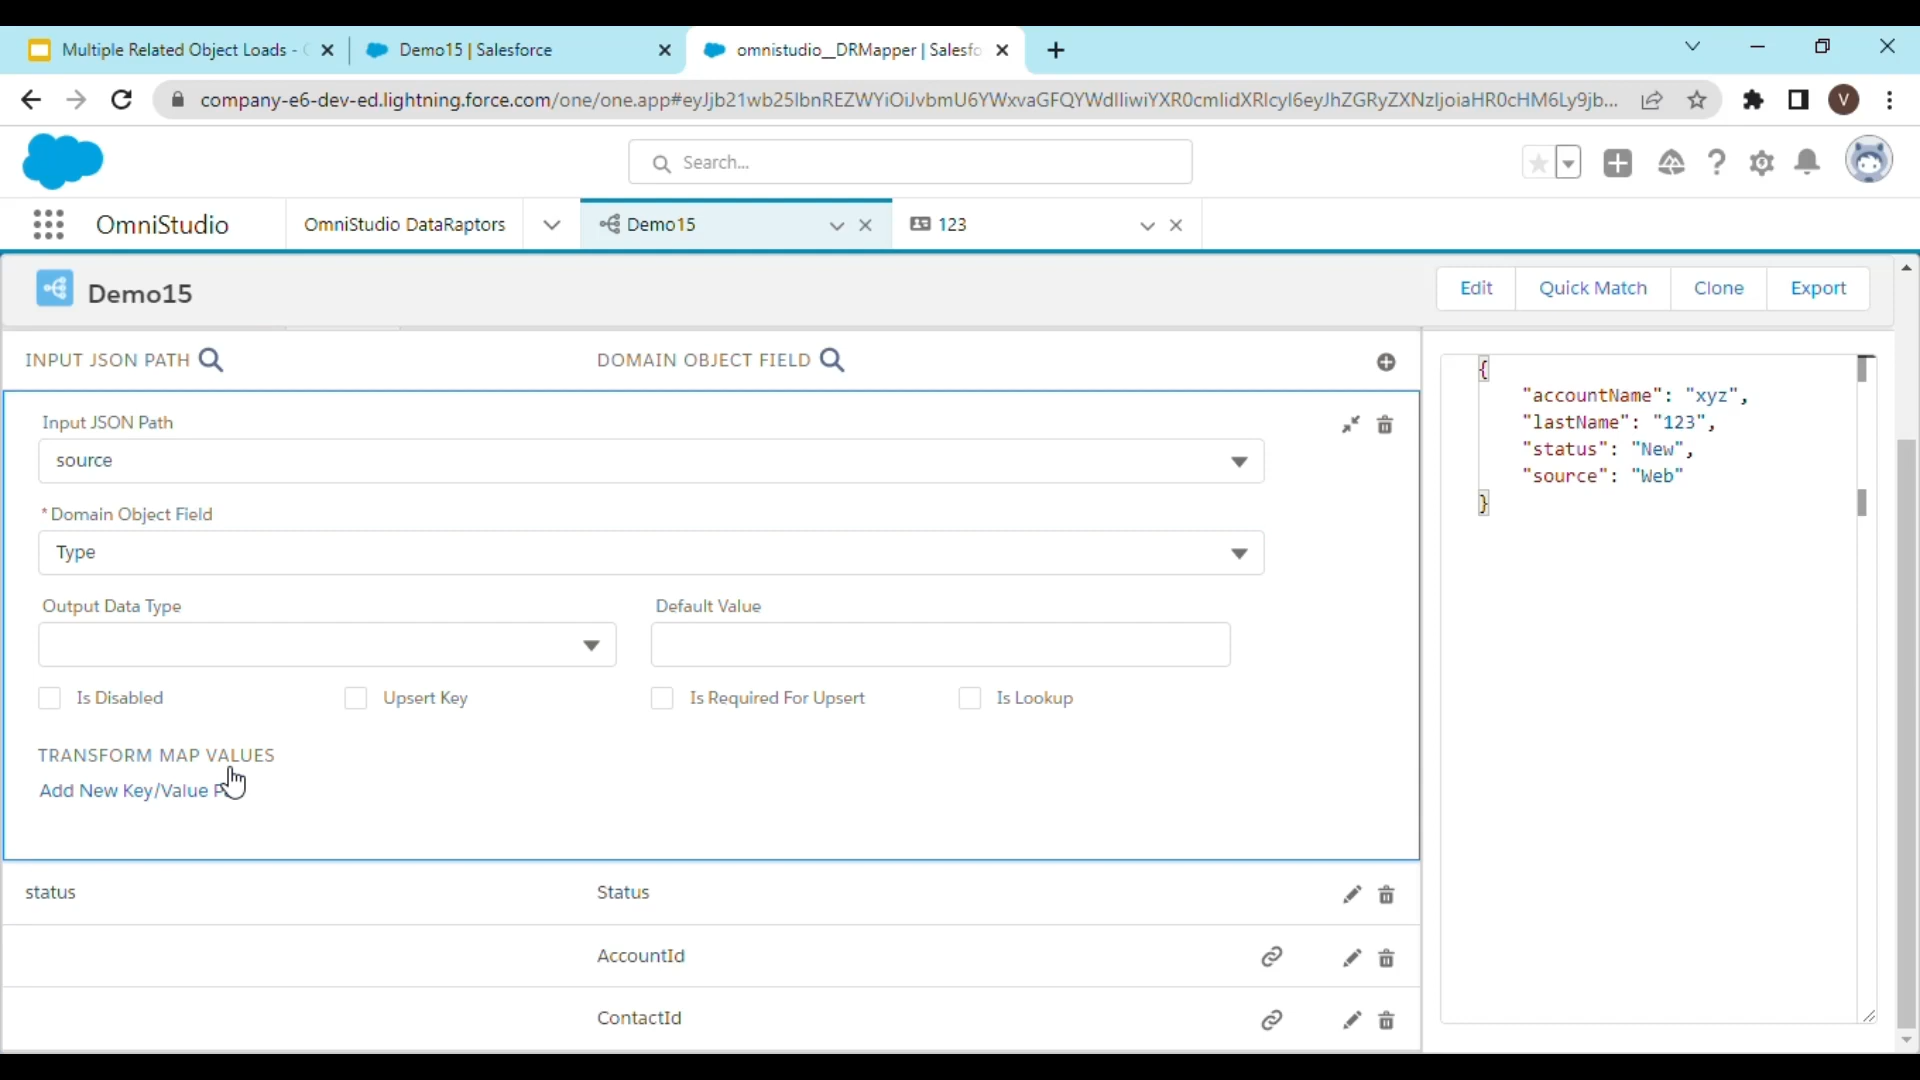 Multiple Related Object Loads -
Demo15 | Salesforce
omnistudio__DRMapper | Salesfo
company-e6-dev-ed.lightning.force.com/one/one.app#
V
Search...
OmniStudio
OmniStudio DataRaptors
Demo15
123
Demo15
Edit
Quick Match
Clone
Export
INPUT JSON PATH
DOMAIN OBJECT FIELD
Input JSON Path
source
* Domain Object Field
Type
Output Data Type
Default Value
Is Disabled
Upsert Key
Is Required For Upsert
Is Lookup
TRANSFORM MAP VALUES
Add New Key/Value
status
Status
AccountId
ContactId
{
"accountName": "xyz",
"lastName": "123",
"status": "New",
"source": "Web"
}